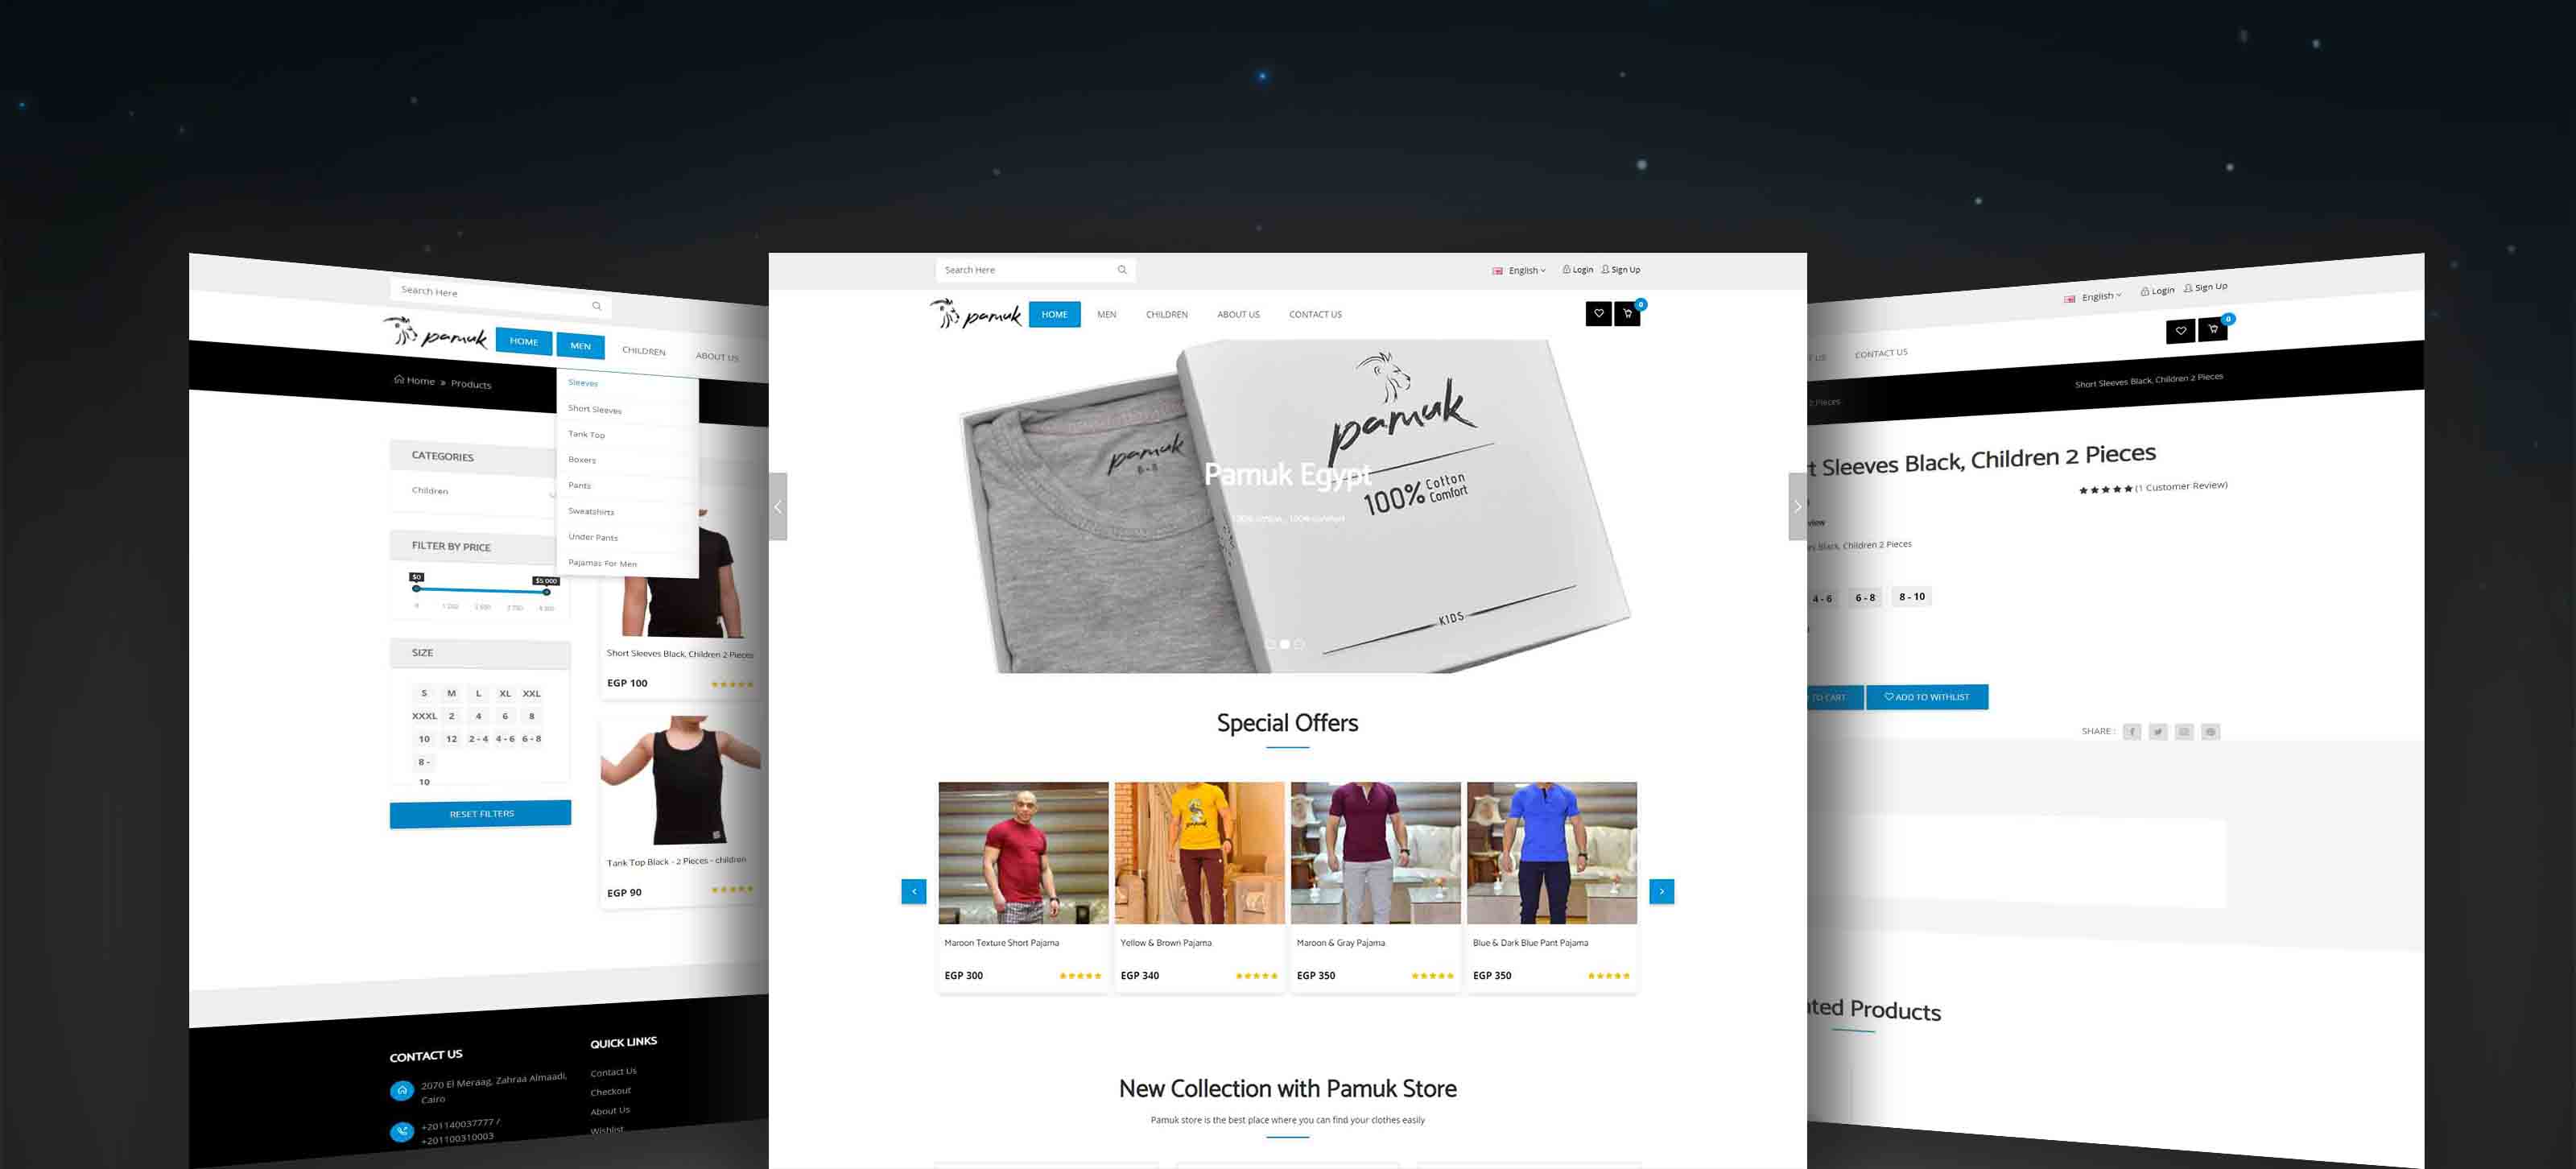 Search Here
pamuk
HOME
MEN
CHILDREN
ABOUT US
Home » Products
Sleeves
Short Sleeves
Tank Top
Boxers
Pants
Sweatshirts
Under Pants
Pajamas For Men
CATEGORIES
Children
FILTER BY PRICE
$0
$5 000
SIZE
S M L XL XXL
XXXL 2 4 6 8
10 12 2 - 4 4 - 6 6 - 8
8 -
10
RESET FILTERS
Short Sleeves Black, Children 2 Pieces
EGP 100
Tank Top Black - 2 Pieces - children
EGP 90
CONTACT US
2070 El Meraag, Zahraa Almaadi,
Cairo
+201140037777 /
+201100310003
QUICK LINKS
Contact Us
Checkout
About Us
Wishlist
Search Here
English
Login
Sign Up
pamuk
HOME
MEN
CHILDREN
ABOUT US
CONTACT US
0
pamuk
pamuk
Pamuk Egypt
100% Cotton
Comfort
KIDS
Special Offers
Maroon Texture Short Pajama
EGP 300
Yellow & Brown Pajama
EGP 340
Maroon & Gray Pajama
EGP 350
Blue & Dark Blue Pant Pajama
EGP 350
New Collection with Pamuk Store
Pamuk store is the best place where you can find your clothes easily
English
Login
Sign Up
US
CONTACT US
0
2 Pieces
Short Sleeves Black, Children 2 Pieces
t Sleeves Black, Children 2 Pieces
(1 Customer Review)
Black, Children 2 Pieces
4 - 6
6 - 8
8 - 10
TO CART
ADD TO WITHLIST
SHARE :
ted Products